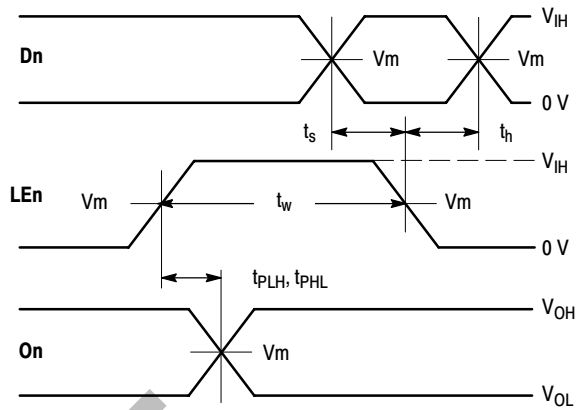 V_IH
Dn Vm Vm
0 V
t_s t_h
V_IH
LEn Vm t_w Vm
0 V
t_PLH, t_PHL
V_OH
On Vm
V_OL